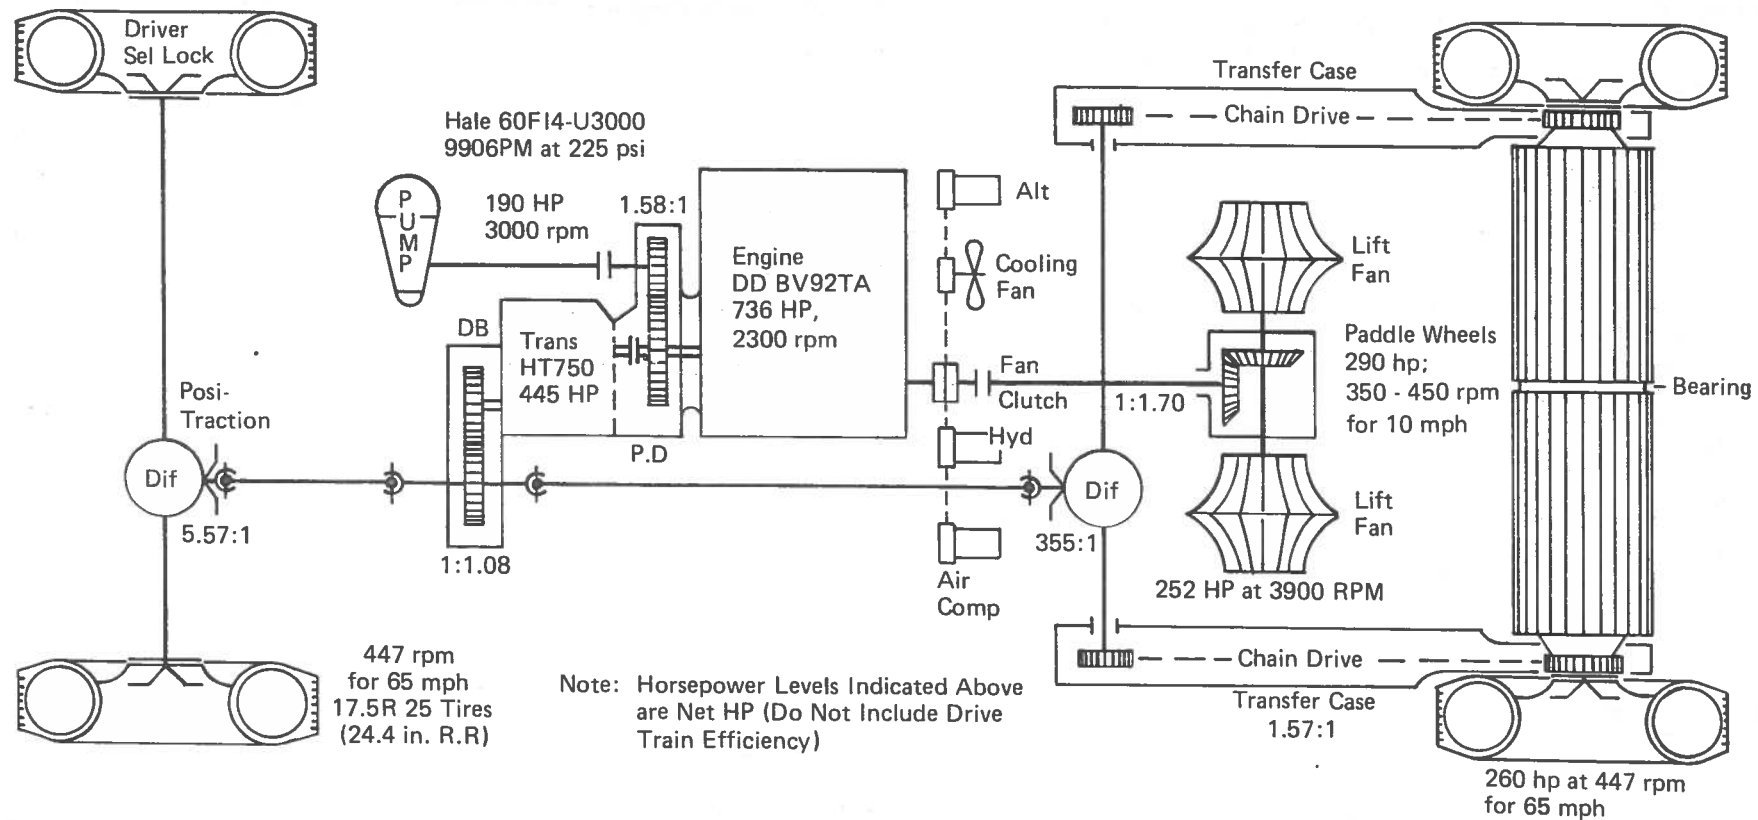 Driver
Sel Lock
Transfer Case
Chain Drive
Hale 60FI4-U3000
9906PM at 225 psi
PUMP
190 HP
3000 rpm
1.58:1
Alt
Engine
DD BV92TA
736 HP,
2300 rpm
Cooling
Fan
Lift
Fan
DB
Trans
HT750
445 HP
Paddle Wheels
290 hp;
350 - 450 rpm
for 10 mph
Bearing
Fan
Clutch
1:1.70
Posi-
Traction
Hyd
P.D
Dif
5.57:1
Dif
355:1
Lift
Fan
1:1.08
Air
Comp
252 HP at 3900 RPM
447 rpm
for 65 mph
17.5R 25 Tires
(24.4 in. R.R)
Note: Horsepower Levels Indicated Above
are Net HP (Do Not Include Drive
Train Efficiency)
Chain Drive
Transfer Case
1.57:1
260 hp at 447 rpm
for 65 mph